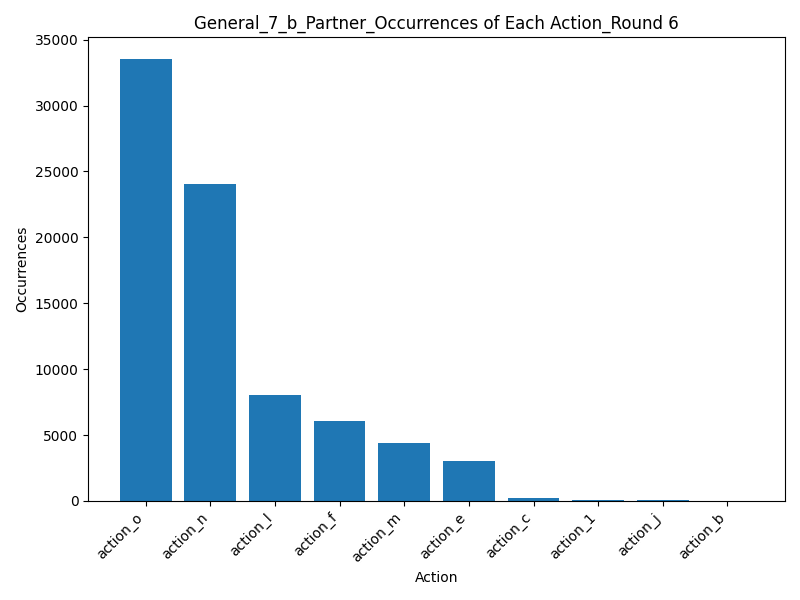 General_7_b_Partner_Occurrences of Each Action_Round 6
35000
30000
25000
20000
15000
10000
5000
0
Occurrences
action_o
action_n
action_l
action_f
action_m
action_e
action_c
action_1
action_j
action_b
Action